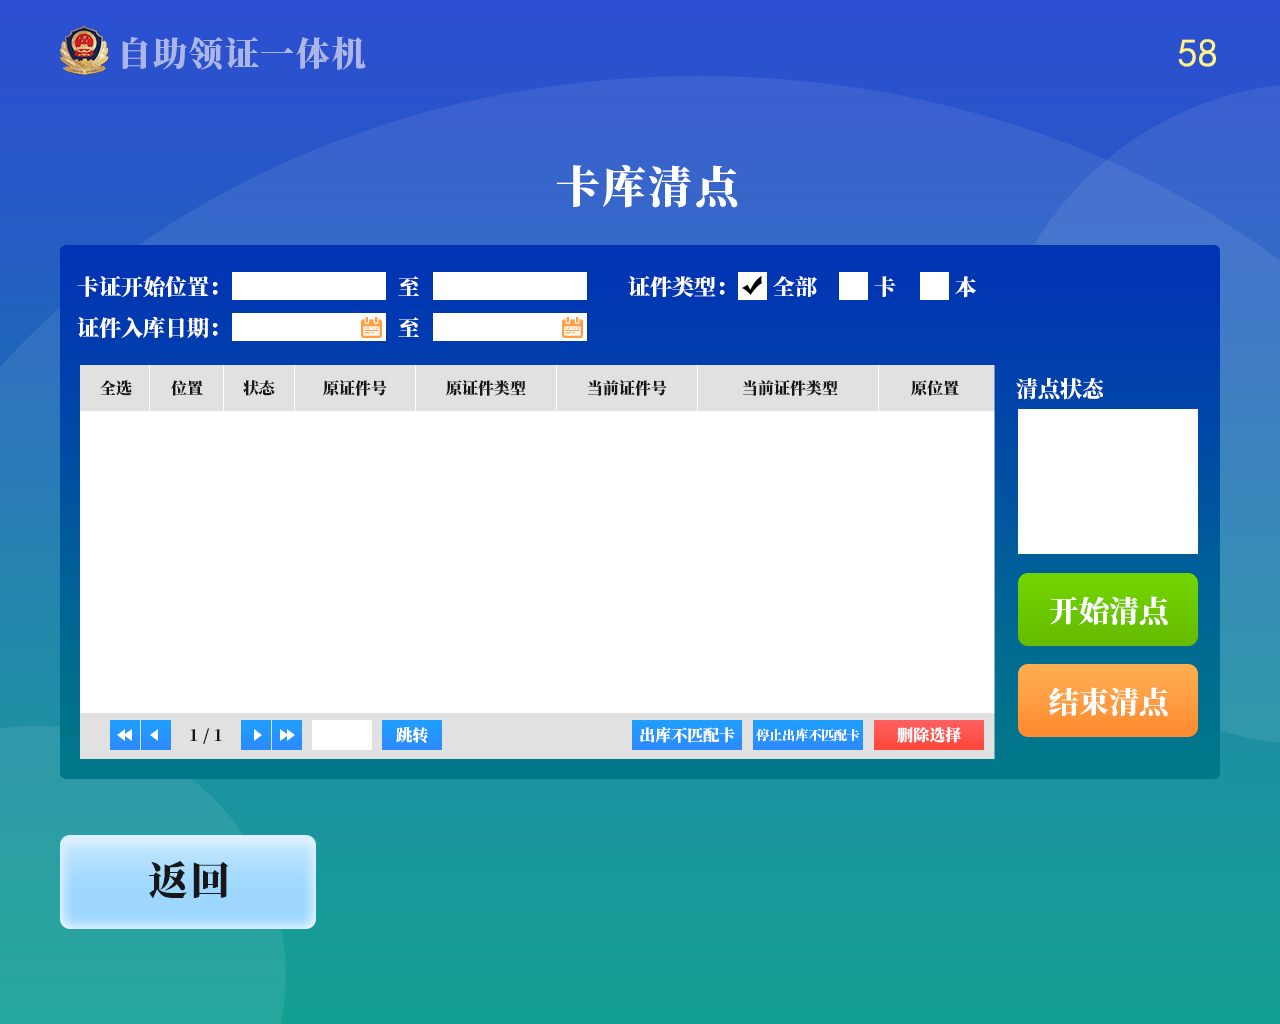 自助领证一体机
58
卡库清点
卡证开始位置： 至 证件类型： 全部 卡 本
证件入库日期： 至
全选 位置 状态 原证件号 原证件类型 当前证件号 当前证件类型 原位置
清点状态
开始清点
结束清点
1 / 1 跳转 出库不匹配卡 停止出库不匹配卡 删除选择
返回